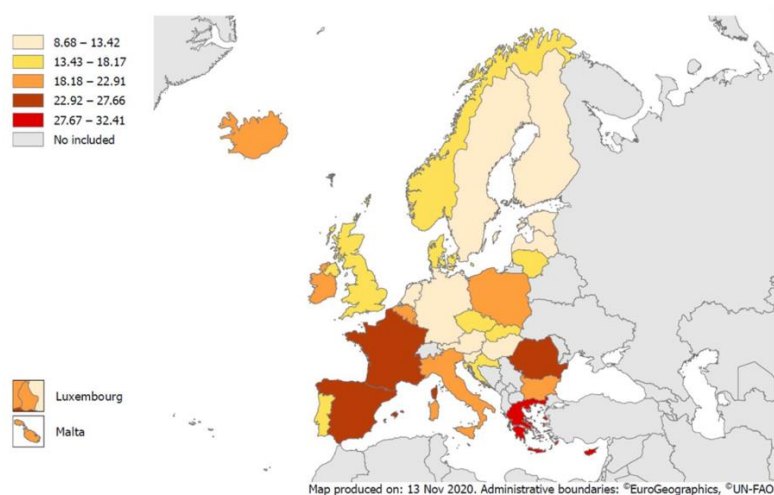 8.68 – 13.42
13.43 – 18.17
18.18 – 22.91
22.92 – 27.66
27.67 – 32.41
No included
Luxembourg
Malta
Map produced on: 13 Nov 2020. Administrative boundaries: ©EuroGeographics, ©UN-FAO